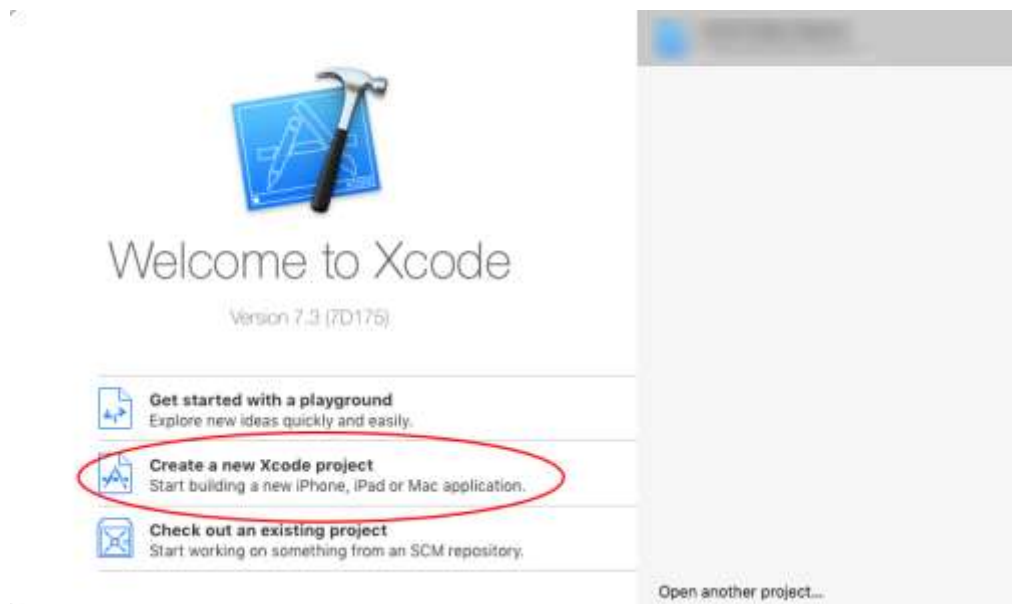 Welcome to Xcode
Version 7.3 (7D175)
Get started with a playground
Explore new ideas quickly and easily.
Create a new Xcode project
Start building a new iPhone, iPad or Mac application.
Check out an existing project
Start working on something from an SCM repository.
Open another project...